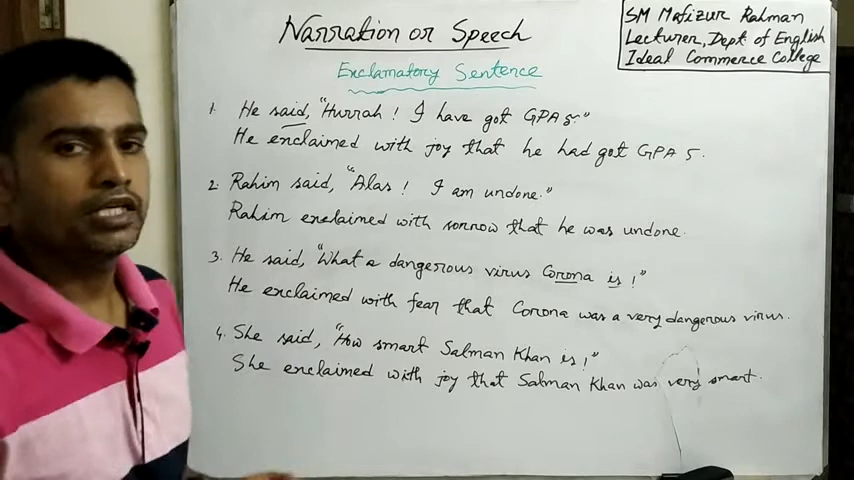 Narration or Speech
SM Mafizur Rahman
Lecturer, Dept of English
Ideal Commerce College
Exclamatory Sentence
1. He said, "Hurrah! I have got GPA 5."
He exclaimed with joy that he had got GPA 5.
2. Rahim said, "Alas! I am undone."
Rahim exclaimed with sorrow that he was undone.
3. He said, "What a dangerous virus Corona is!"
He exclaimed with fear that Corona was a very dangerous virus.
4. She said, "How smart Salman Khan is!"
She exclaimed with joy that Salman Khan was very smart.